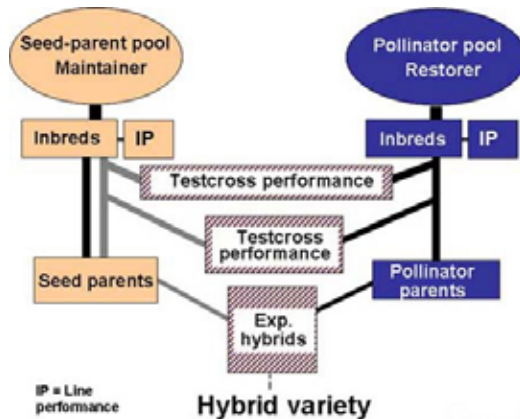 Seed-parent pool
Maintainer
Pollinator pool
Restorer
Inbreds
IP
Inbreds
IP
Testcross performance
Testcross
performance
Seed parents
Pollinator
parents
Exp.
hybrids
IP = Line
performance
Hybrid variety